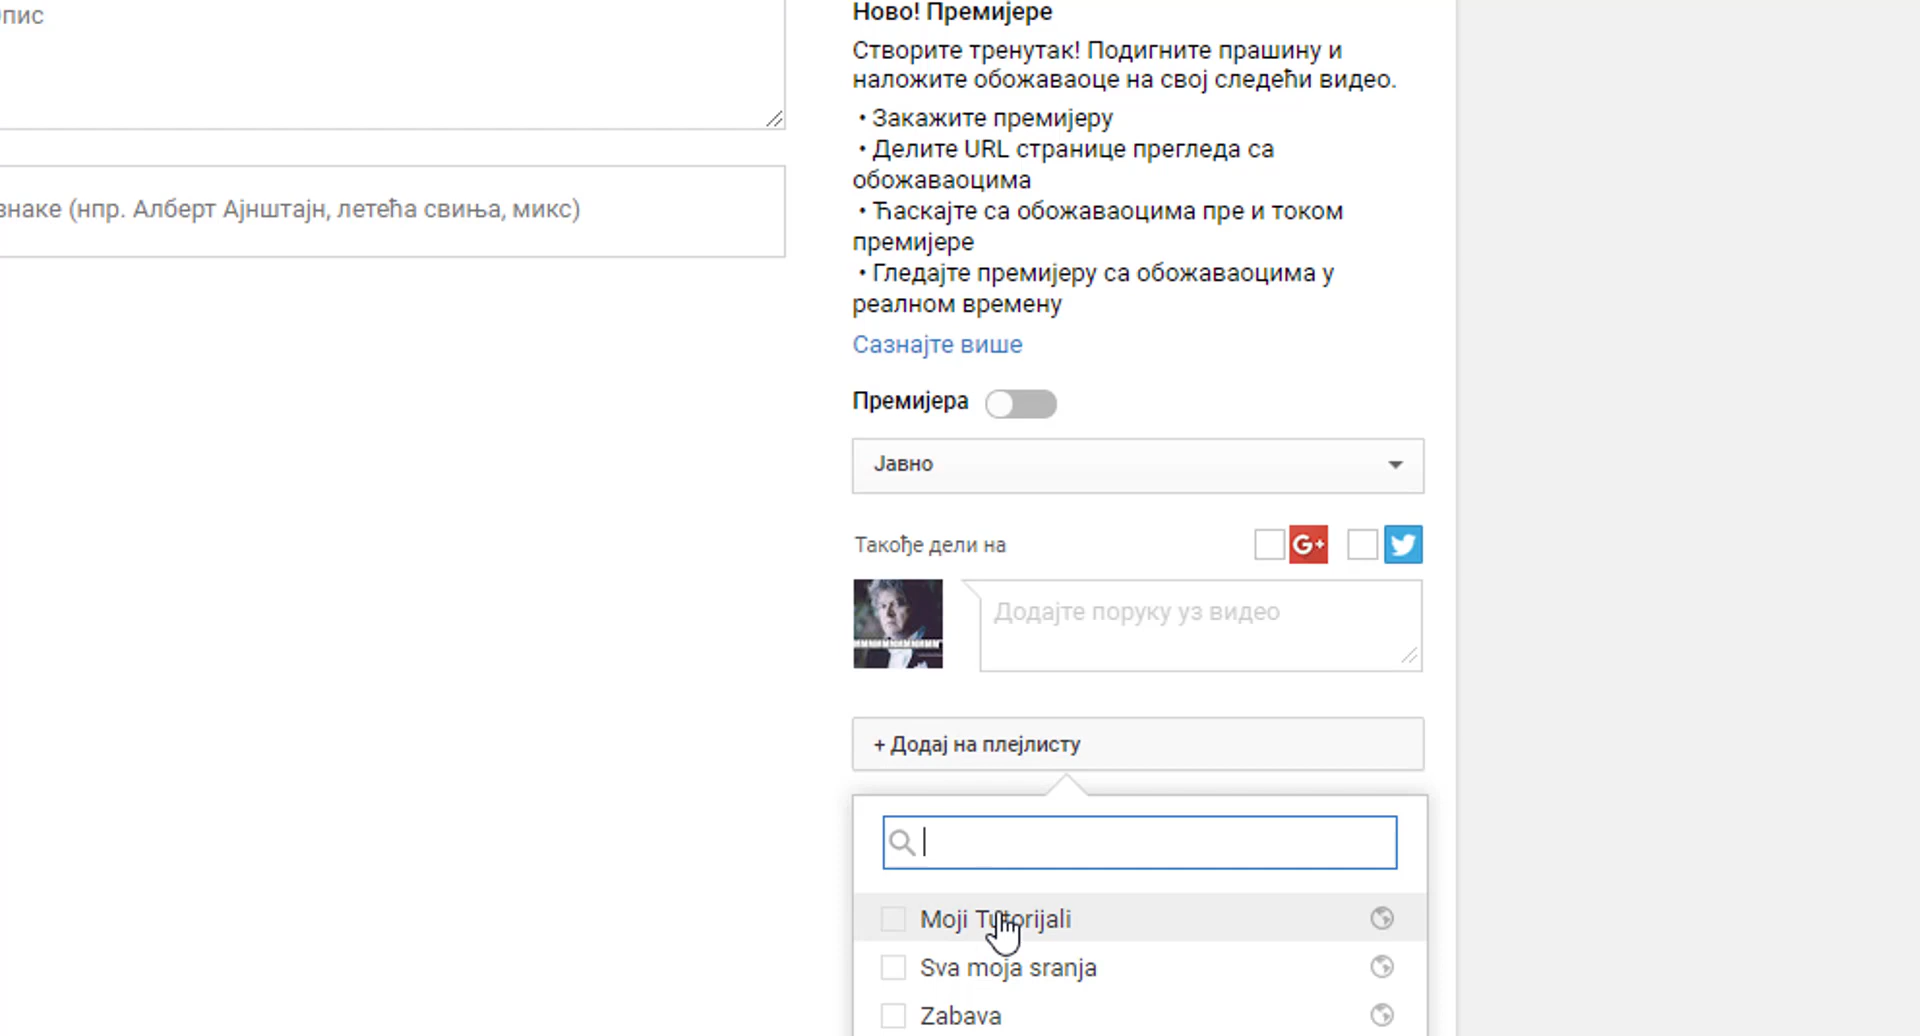 Опис
знаке (нпр. Алберт Ајнштајн, летећа свиња, микс)
Ново! Премијере
Створите тренутак! Подигните прашину и
наложите обожаваоце на свој следећи видео.
• Закажите премијеру
• Делите URL странице прегледа са
обожаваоцима
• Ћаскајте са обожаваоцима пре и током
премијере
• Гледајте премијеру са обожаваоцима у
реалном времену
Сазнајте више
Премијера
Јавно
Такође дели на
G+
Додајте поруку уз видео
+ Додај на плејлисту
Moji Tutorijali
Sva moja sranja
Zabava